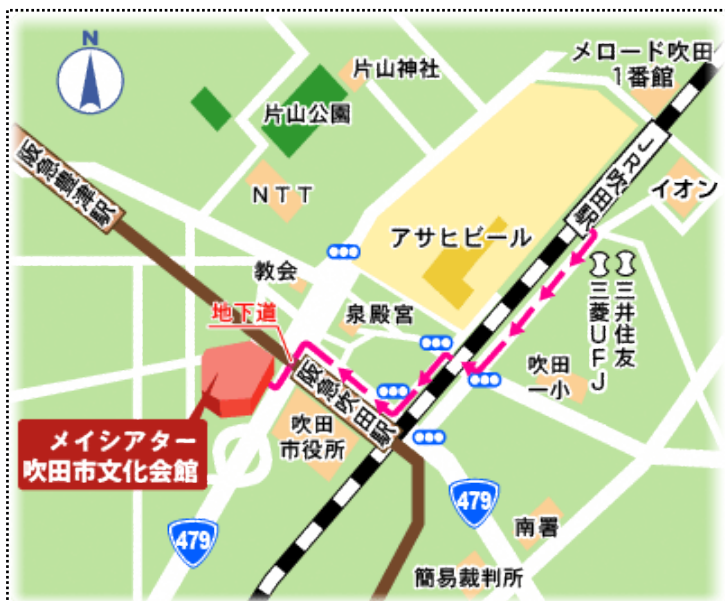 N
メロード吹田
1番館
片山神社
片山公園
JR吹田駅
阪急豊津駅
NTT
イオン
アサヒビール
教会
地下道
泉殿宮
三井住友
三菱UFJ
吹田
一小
阪急吹田駅
吹田
市役所
メイシアター
吹田市文化会館
479
479
南署
簡易裁判所